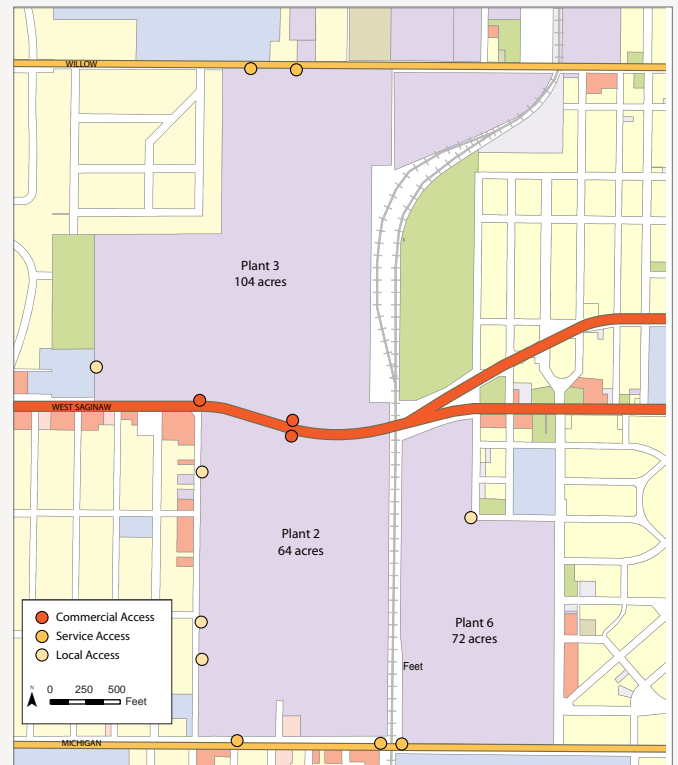 WILLOW
Plant 3
104 acres
WEST SAGINAW
Plant 2
64 acres
Plant 6
72 acres
Feet
Commercial Access
Service Access
Local Access
N
0 250 500
Feet
MICHIGAN